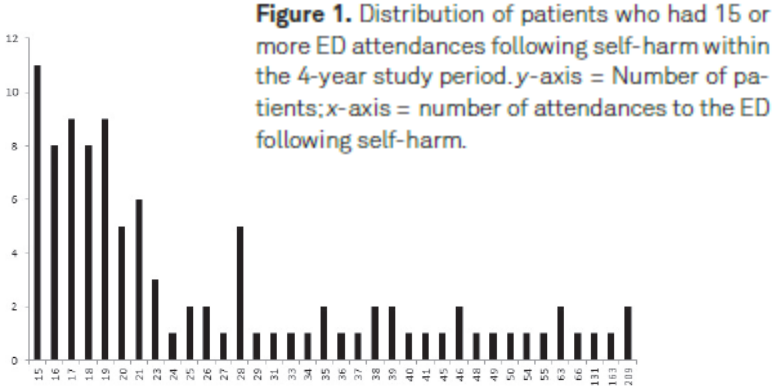 Figure 1. Distribution of patients who had 15 or
more ED attendances following self-harm within
the 4-year study period. y-axis = Number of pa-
tients; x-axis = number of attendances to the ED
following self-harm.
12
10
8
6
4
2
0
15 16 17 18 19 20 21 23 24 25 26 27 28 29 31 33 34 35 36 37 38 39 40 41 45 46 48 49 50 54 55 63 66 131 163